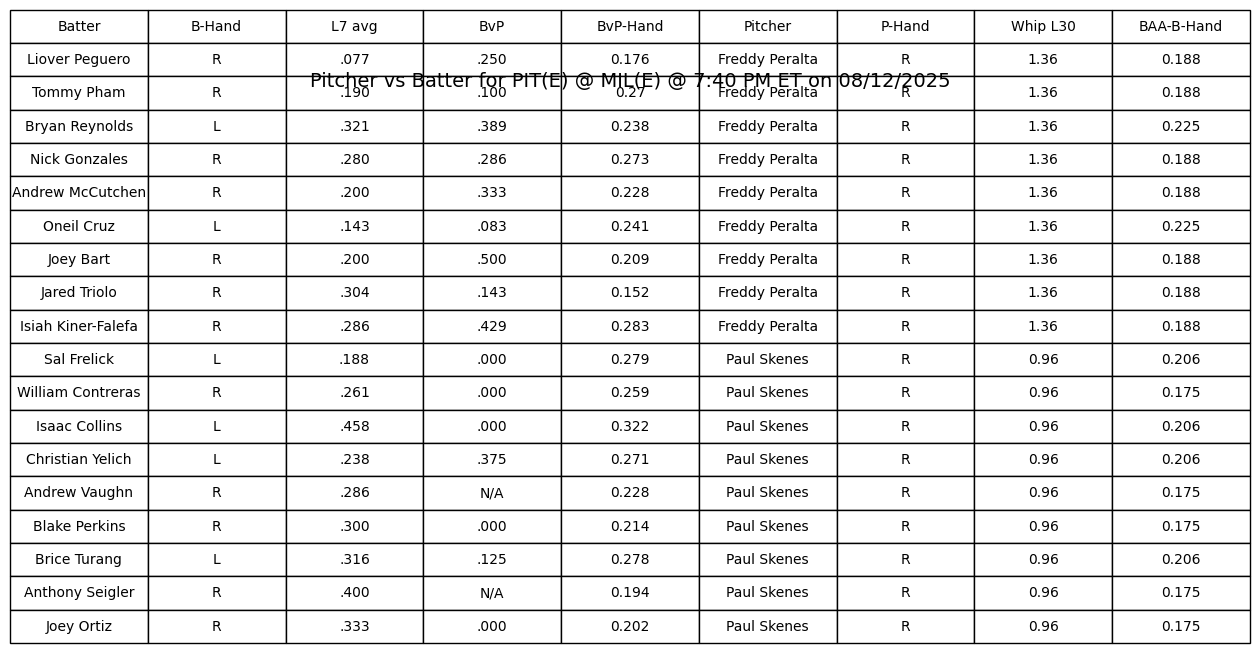 Batter B-Hand L7 avg BvP BvP-Hand Pitcher P-Hand Whip L30 BAA-B-Hand
Liover Peguero R .077 .250 0.176 Freddy Peralta R 1.36 0.188
Pitcher vs Batter for PIT(E) @ MIL(E) @ 7:40 PM ET on 08/12/2025
Tommy Pham R .190 .100 0.27 Freddy Peralta R 1.36 0.188
Bryan Reynolds L .321 .389 0.238 Freddy Peralta R 1.36 0.225
Nick Gonzales R .280 .286 0.273 Freddy Peralta R 1.36 0.188
Andrew McCutchen R .200 .333 0.228 Freddy Peralta R 1.36 0.188
Oneil Cruz L .143 .083 0.241 Freddy Peralta R 1.36 0.225
Joey Bart R .200 .500 0.209 Freddy Peralta R 1.36 0.188
Jared Triolo R .304 .143 0.152 Freddy Peralta R 1.36 0.188
Isiah Kiner-Falefa R .286 .429 0.283 Freddy Peralta R 1.36 0.188
Sal Frelick L .188 .000 0.279 Paul Skenes R 0.96 0.206
William Contreras R .261 .000 0.259 Paul Skenes R 0.96 0.175
Isaac Collins L .458 .000 0.322 Paul Skenes R 0.96 0.206
Christian Yelich L .238 .375 0.271 Paul Skenes R 0.96 0.206
Andrew Vaughn R .286 N/A 0.228 Paul Skenes R 0.96 0.175
Blake Perkins R .300 .000 0.214 Paul Skenes R 0.96 0.175
Brice Turang L .316 .125 0.278 Paul Skenes R 0.96 0.206
Anthony Seigler R .400 N/A 0.194 Paul Skenes R 0.96 0.175
Joey Ortiz R .333 .000 0.202 Paul Skenes R 0.96 0.175